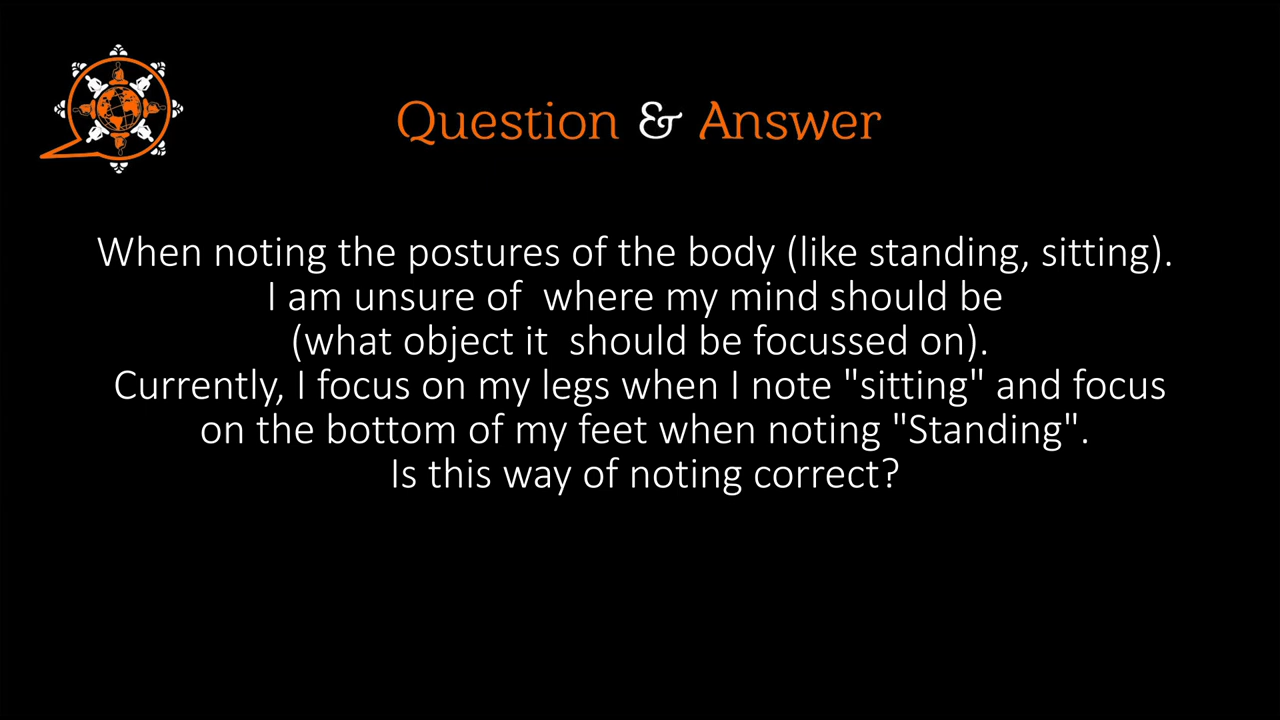 Question & Answer
When noting the postures of the body (like standing, sitting).
I am unsure of  where my mind should be
(what object it  should be focussed on).
Currently, I focus on my legs when I note "sitting" and focus
on the bottom of my feet when noting "Standing".
Is this way of noting correct?